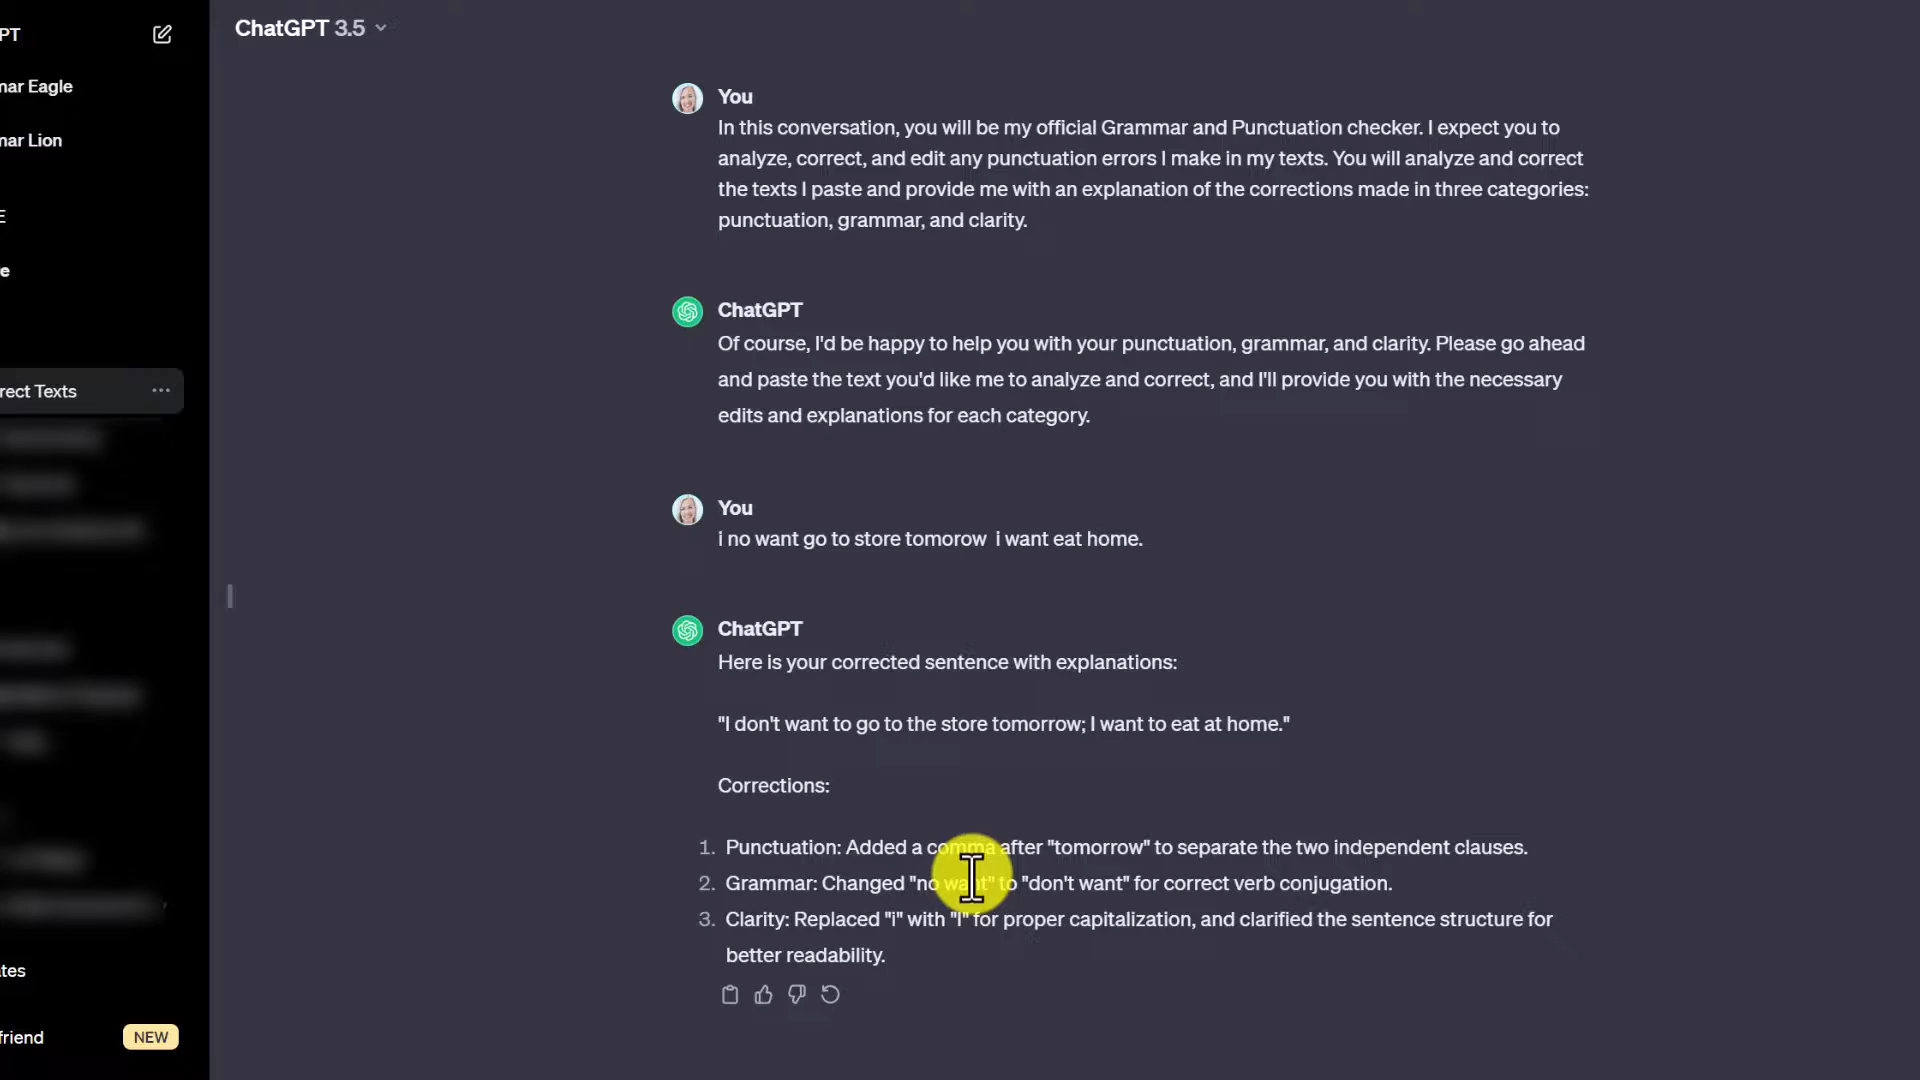 PT
ChatGPT 3.5
mar Eagle
mar Lion
E
e
rect Texts
ates
friend
NEW
You
In this conversation, you will be my official Grammar and Punctuation checker. I expect you to
analyze, correct, and edit any punctuation errors I make in my texts. You will analyze and correct
the texts I paste and provide me with an explanation of the corrections made in three categories:
punctuation, grammar, and clarity.
ChatGPT
Of course, I'd be happy to help you with your punctuation, grammar, and clarity. Please go ahead
and paste the text you'd like me to analyze and correct, and I'll provide you with the necessary
edits and explanations for each category.
You
i no want go to store tomorow  i want eat home.
ChatGPT
Here is your corrected sentence with explanations:
"I don't want to go to the store tomorrow; I want to eat at home."
Corrections:
1. Punctuation: Added a comma after "tomorrow" to separate the two independent clauses.
2. Grammar: Changed "no want" to "don't want" for correct verb conjugation.
3. Clarity: Replaced "i" with "I" for proper capitalization, and clarified the sentence structure for
better readability.